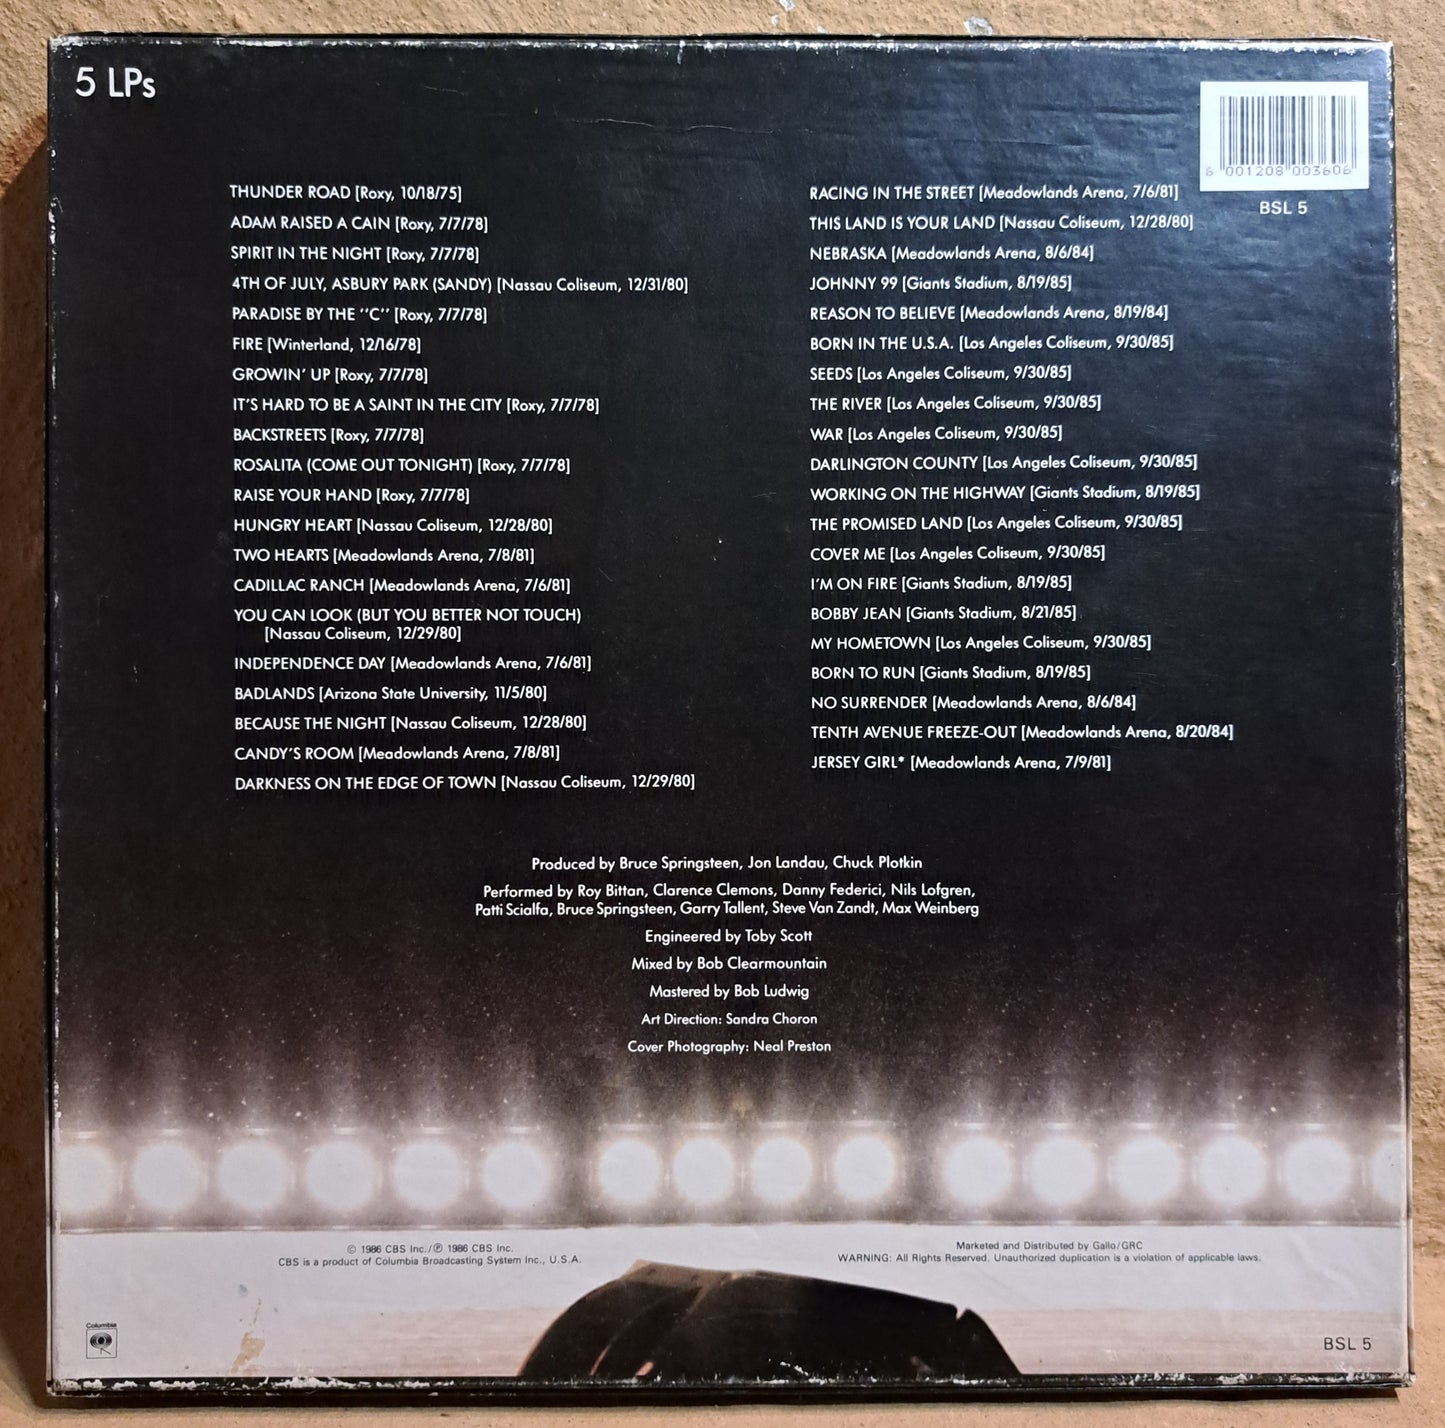 5 LPs
6 001208 003606
BSL 5
THUNDER ROAD [Roxy, 10/18/75]
ADAM RAISED A CAIN [Roxy, 7/7/78]
SPIRIT IN THE NIGHT [Roxy, 7/7/78]
4TH OF JULY, ASBURY PARK (SANDY) [Nassau Coliseum, 12/31/80]
PARADISE BY THE "C" [Roxy, 7/7/78]
FIRE [Winterland, 12/16/78]
GROWIN' UP [Roxy, 7/7/78]
IT'S HARD TO BE A SAINT IN THE CITY [Roxy, 7/7/78]
BACKSTREETS [Roxy, 7/7/78]
ROSALITA (COME OUT TONIGHT) [Roxy, 7/7/78]
RAISE YOUR HAND [Roxy, 7/7/78]
HUNGRY HEART [Nassau Coliseum, 12/28/80]
TWO HEARTS [Meadowlands Arena, 7/8/81]
CADILLAC RANCH [Meadowlands Arena, 7/6/81]
YOU CAN LOOK (BUT YOU BETTER NOT TOUCH)
[Nassau Coliseum, 12/29/80]
INDEPENDENCE DAY [Meadowlands Arena, 7/6/81]
BADLANDS [Arizona State University, 11/5/80]
BECAUSE THE NIGHT [Nassau Coliseum, 12/28/80]
CANDY'S ROOM [Meadowlands Arena, 7/8/81]
DARKNESS ON THE EDGE OF TOWN [Nassau Coliseum, 12/29/80]
RACING IN THE STREET [Meadowlands Arena, 7/6/81]
THIS LAND IS YOUR LAND [Nassau Coliseum, 12/28/80]
NEBRASKA [Meadowlands Arena, 8/6/84]
JOHNNY 99 [Giants Stadium, 8/19/85]
REASON TO BELIEVE [Meadowlands Arena, 8/19/84]
BORN IN THE U.S.A. [Los Angeles Coliseum, 9/30/85]
SEEDS [Los Angeles Coliseum, 9/30/85]
THE RIVER [Los Angeles Coliseum, 9/30/85]
WAR [Los Angeles Coliseum, 9/30/85]
DARLINGTON COUNTY [Los Angeles Coliseum, 9/30/85]
WORKING ON THE HIGHWAY [Giants Stadium, 8/19/85]
THE PROMISED LAND [Los Angeles Coliseum, 9/30/85]
COVER ME [Los Angeles Coliseum, 9/30/85]
I'M ON FIRE [Giants Stadium, 8/19/85]
BOBBY JEAN [Giants Stadium, 8/21/85]
MY HOMETOWN [Los Angeles Coliseum, 9/30/85]
BORN TO RUN [Giants Stadium, 8/19/85]
NO SURRENDER [Meadowlands Arena, 8/6/84]
TENTH AVENUE FREEZE-OUT [Meadowlands Arena, 8/20/84]
JERSEY GIRL* [Meadowlands Arena, 7/9/81]
Produced by Bruce Springsteen, Jon Landau, Chuck Plotkin
Performed by Roy Bittan, Clarence Clemons, Danny Federici, Nils Lofgren,
Patti Scialfa, Bruce Springsteen, Garry Tallent, Steve Van Zandt, Max Weinberg
Engineered by Toby Scott
Mixed by Bob Clearmountain
Mastered by Bob Ludwig
Art Direction: Sandra Choron
Cover Photography: Neal Preston
© 1986 CBS Inc./℗ 1986 CBS Inc.
CBS is a product of Columbia Broadcasting System Inc., U.S.A.
Marketed and Distributed by Gallo/GRC
WARNING: All Rights Reserved. Unauthorized duplication is a violation of applicable laws.
Columbia
BSL 5